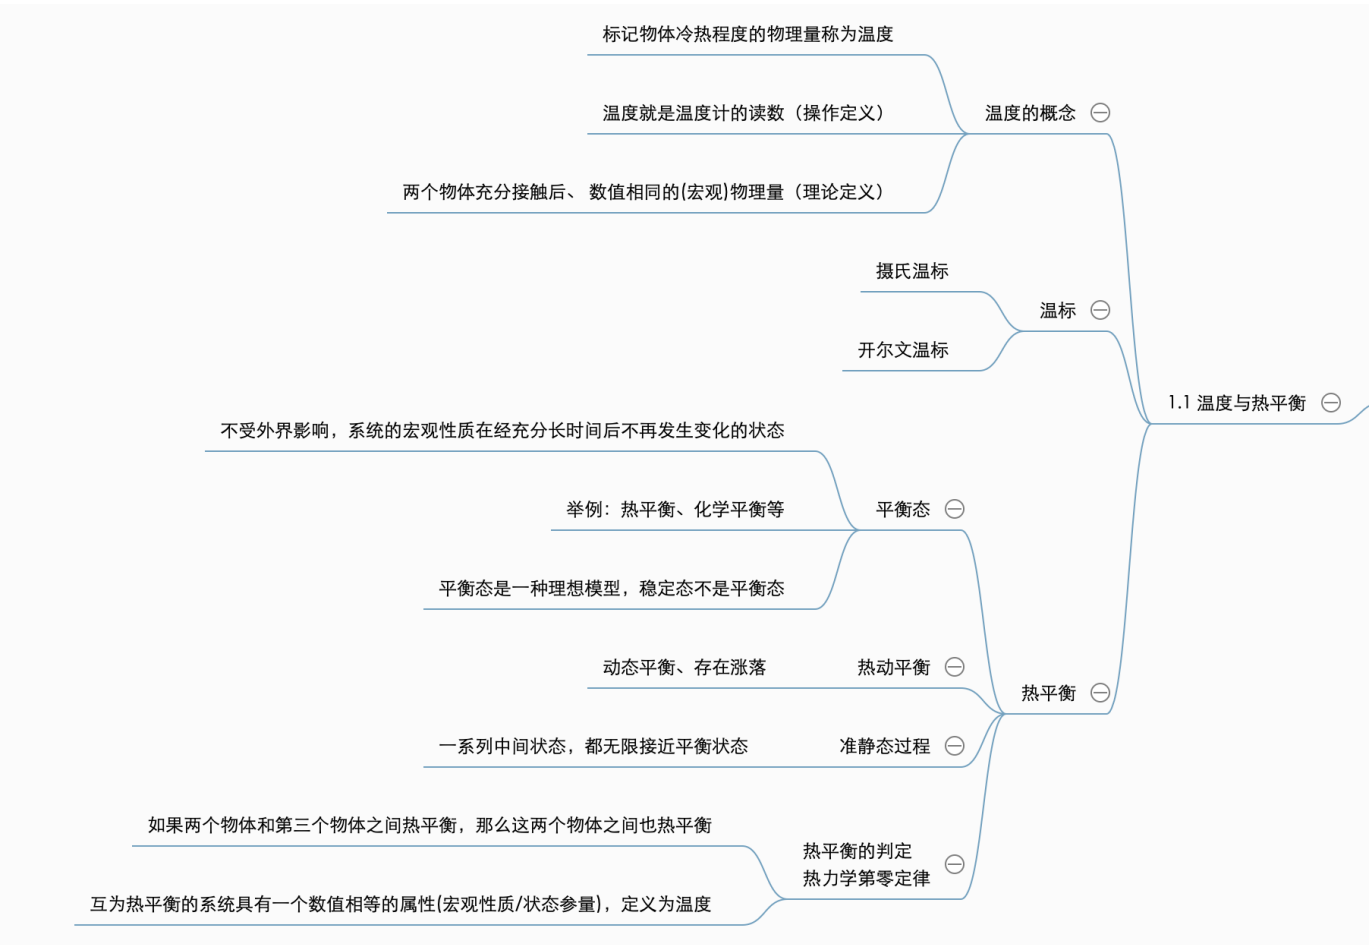 标记物体冷热程度的物理量称为温度
温度就是温度计的读数（操作定义）
温度的概念
两个物体充分接触后、 数值相同的(宏观)物理量（理论定义）
摄氏温标
温标
开尔文温标
1.1 温度与热平衡
不受外界影响，系统的宏观性质在经充分长时间后不再发生变化的状态
举例：热平衡、化学平衡等
平衡态
平衡态是一种理想模型，稳定态不是平衡态
动态平衡、存在涨落
热动平衡
热平衡
一系列中间状态，都无限接近平衡状态
准静态过程
如果两个物体和第三个物体之间热平衡，那么这两个物体之间也热平衡
热平衡的判定
热力学第零定律
互为热平衡的系统具有一个数值相等的属性(宏观性质/状态参量)，定义为温度